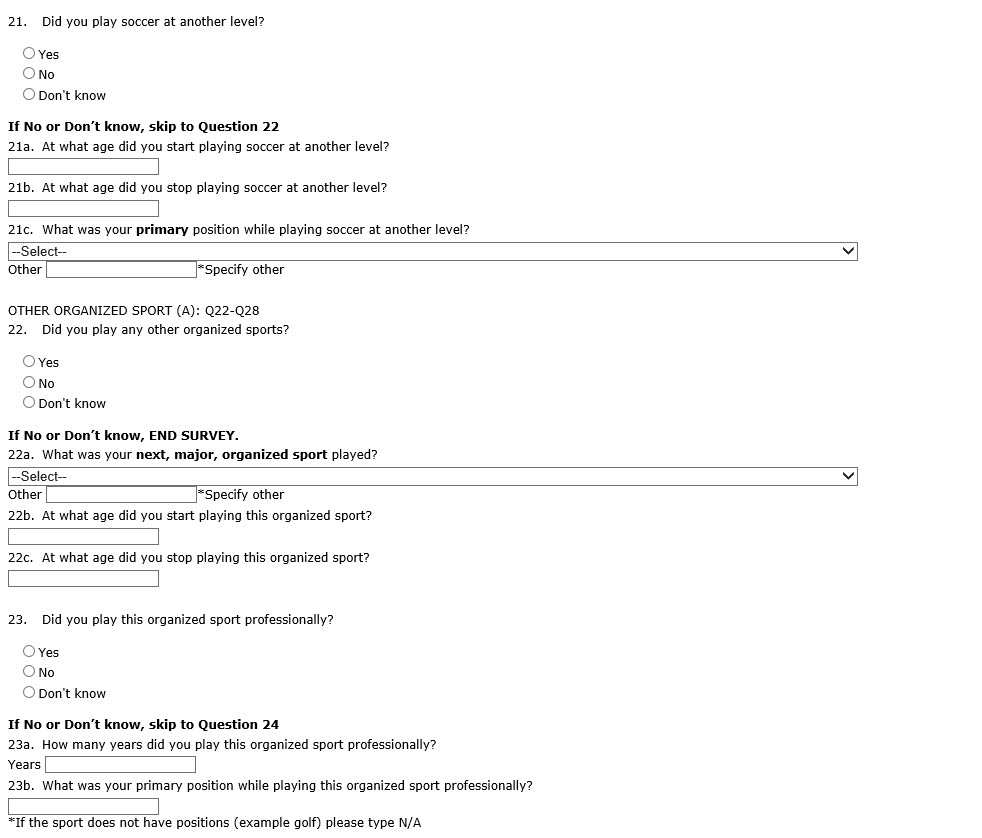 21. Did you play soccer at another level?
Yes
No
Don't know
If No or Don’t know, skip to Question 22
21a. At what age did you start playing soccer at another level?
21b. At what age did you stop playing soccer at another level?
21c. What was your primary position while playing soccer at another level?
--Select--
Other *Specify other
OTHER ORGANIZED SPORT (A): Q22-Q28
22. Did you play any other organized sports?
Yes
No
Don't know
If No or Don’t know, END SURVEY.
22a. What was your next, major, organized sport played?
--Select--
Other *Specify other
22b. At what age did you start playing this organized sport?
22c. At what age did you stop playing this organized sport?
23. Did you play this organized sport professionally?
Yes
No
Don't know
If No or Don’t know, skip to Question 24
23a. How many years did you play this organized sport professionally?
Years
23b. What was your primary position while playing this organized sport professionally?
*If the sport does not have positions (example golf) please type N/A